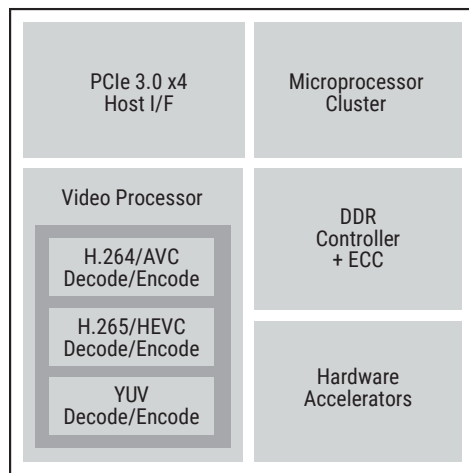 PCIe 3.0 x4
Host I/F
Microprocessor
Cluster
Video Processor
H.264/AVC
Decode/Encode
H.265/HEVC
Decode/Encode
YUV
Decode/Encode
DDR
Controller
+ ECC
Hardware
Accelerators